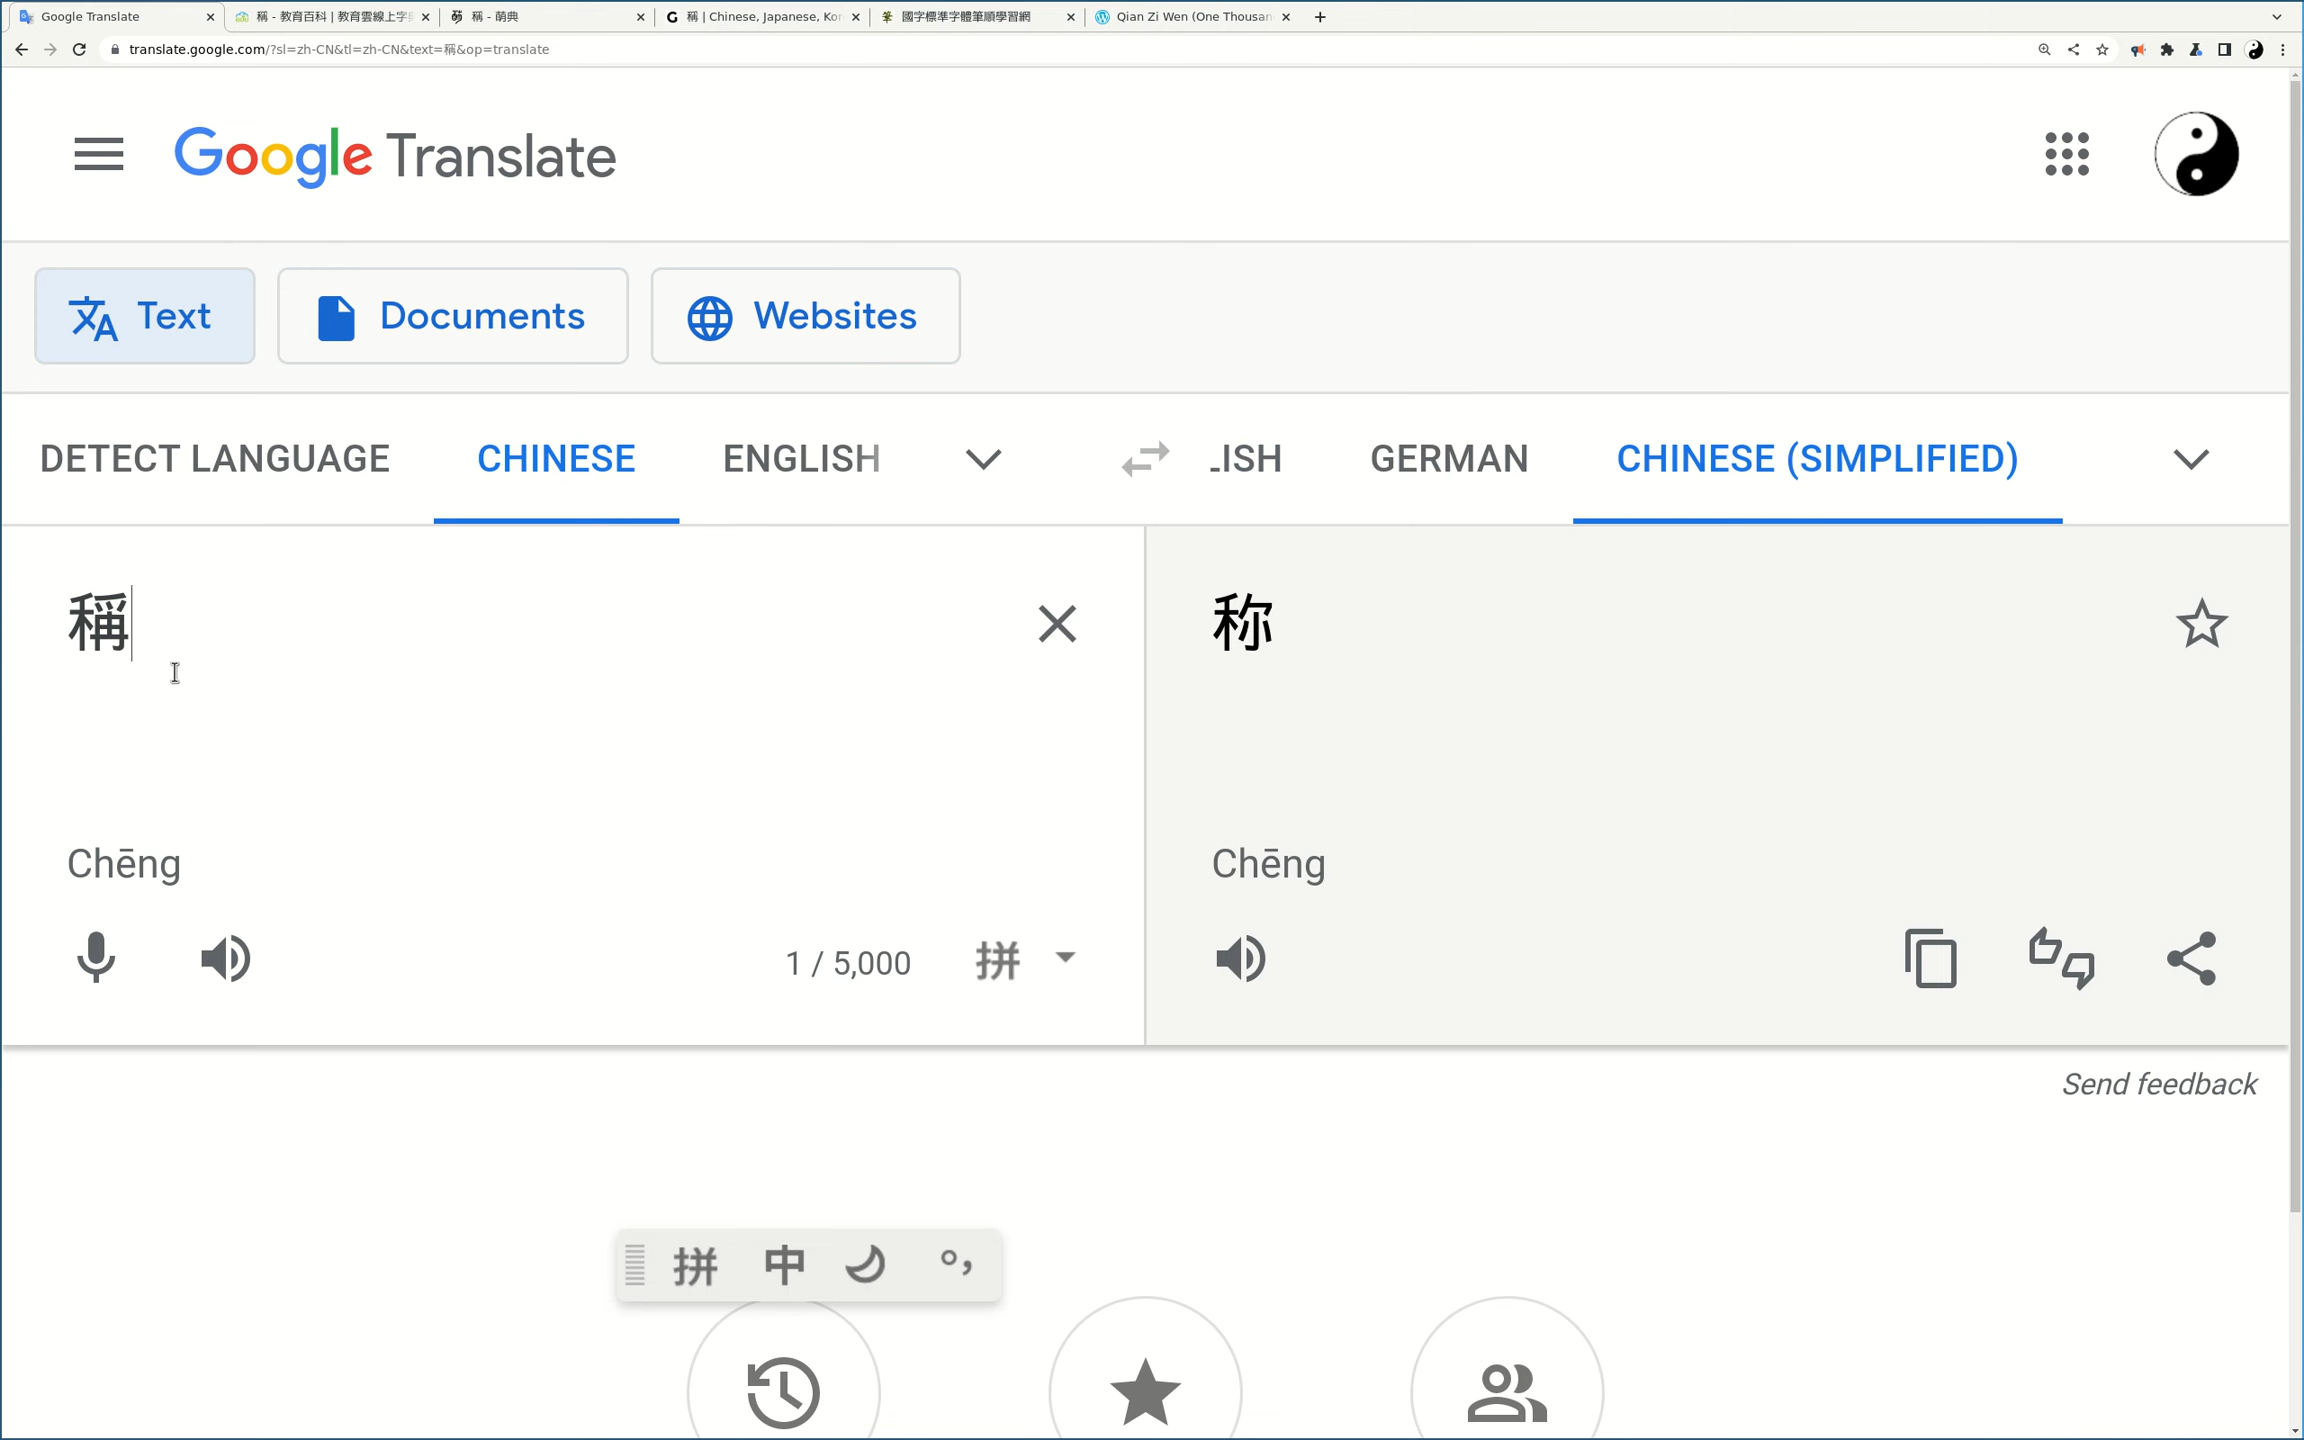 Google Translate
稱 - 教育百科 | 教育雲線上字
稱 - 萌典
稱 | Chinese, Japanese, Kor
國字標準字體筆順學習網
Qian Zi Wen (One Thousan
translate.google.com/?sl=zh-CN&tl=zh-CN&text=稱&op=translate
Google Translate
Text
Documents
Websites
DETECT LANGUAGE
CHINESE
ENGLISH
LISH
GERMAN
CHINESE (SIMPLIFIED)
稱
称
Chēng
Chēng
1 / 5,000
拼
Send feedback
拼 中 °,